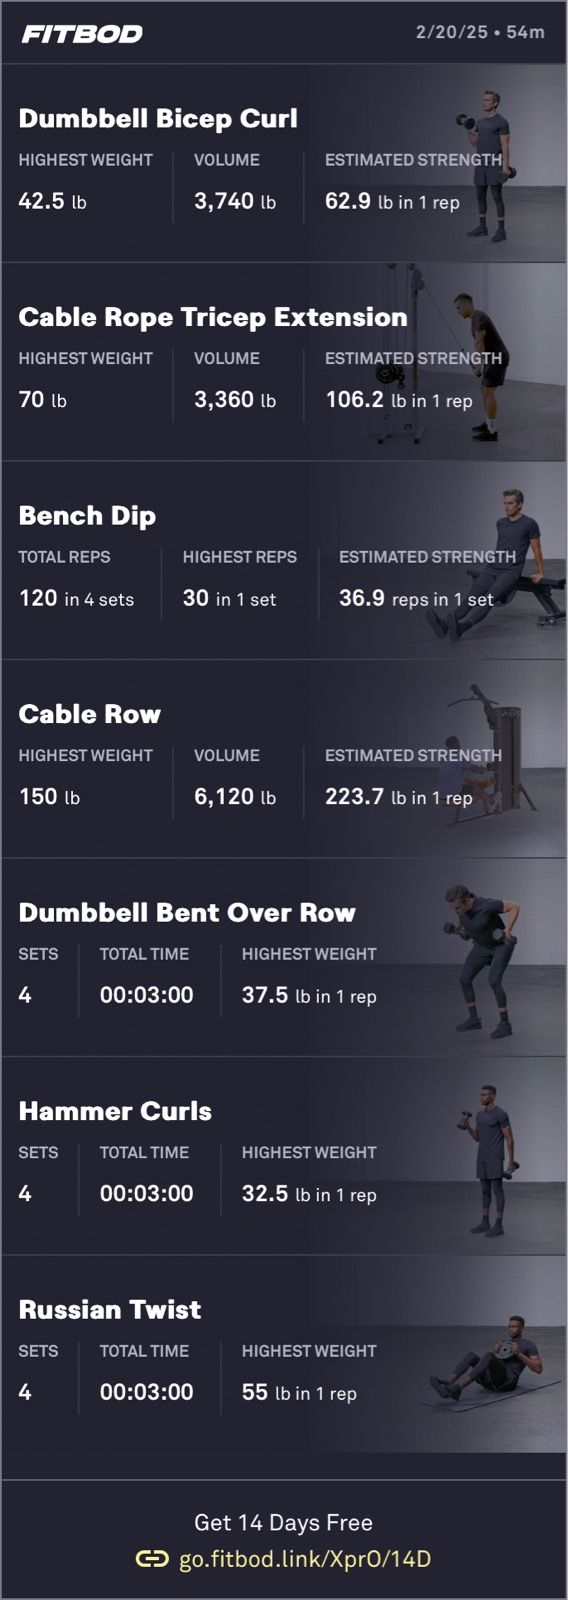 FITBOD 2/20/25 • 54m
Dumbbell Bicep Curl
HIGHEST WEIGHT VOLUME ESTIMATED STRENGTH
42.5 lb 3,740 lb 62.9 lb in 1 rep
Cable Rope Tricep Extension
HIGHEST WEIGHT VOLUME ESTIMATED STRENGTH
70 lb 3,360 lb 106.2 lb in 1 rep
Bench Dip
TOTAL REPS HIGHEST REPS ESTIMATED STRENGTH
120 in 4 sets 30 in 1 set 36.9 reps in 1 set
Cable Row
HIGHEST WEIGHT VOLUME ESTIMATED STRENGTH
150 lb 6,120 lb 223.7 lb in 1 rep
Dumbbell Bent Over Row
SETS TOTAL TIME HIGHEST WEIGHT
4 00:03:00 37.5 lb in 1 rep
Hammer Curls
SETS TOTAL TIME HIGHEST WEIGHT
4 00:03:00 32.5 lb in 1 rep
Russian Twist
SETS TOTAL TIME HIGHEST WEIGHT
4 00:03:00 55 lb in 1 rep
Get 14 Days Free
go.fitbod.link/XprO/14D